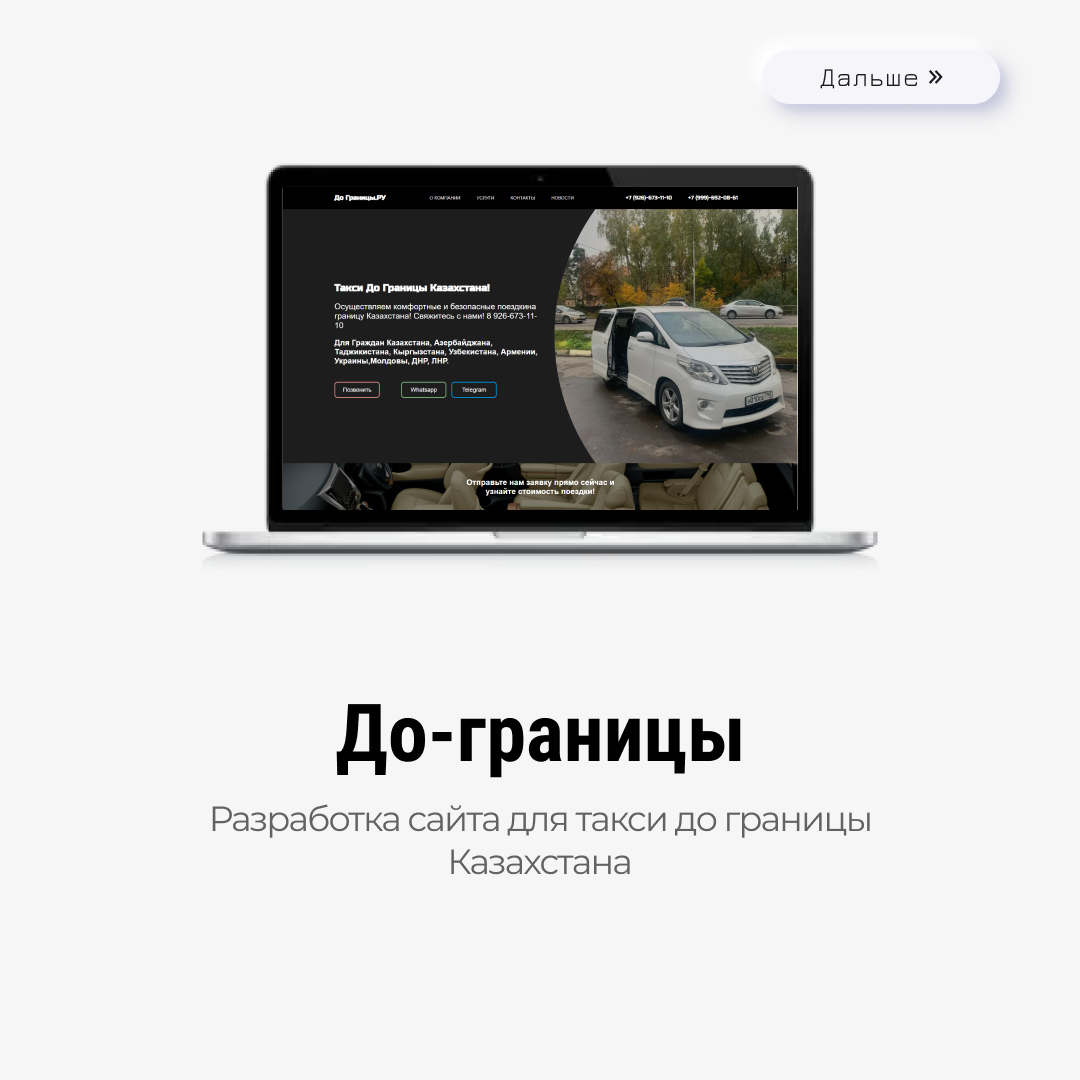 Дальше »
До Границы.РУ
О КОМПАНИИ УСЛУГИ КОНТАКТЫ НОВОСТИ
+7 (926)-673-11-10 +7 (999)-692-08-61
Такси До Границы Казахстана!
Осуществляем комфортные и безопасные поездкина
границу Казахстана! Свяжитесь с нами! 8 926-673-11-
10
Для Граждан Казахстана, Азербайджана,
Таджикистана, Кыргызстана, Узбекистана, Армении,
Украины,Молдовы, ДНР, ЛНР.
Позвонить Whatsapp Telegram
Отправьте нам заявку прямо сейчас и
узнайте стоимость поездки!
До-границы
Разработка сайта для такси до границы
Казахстана